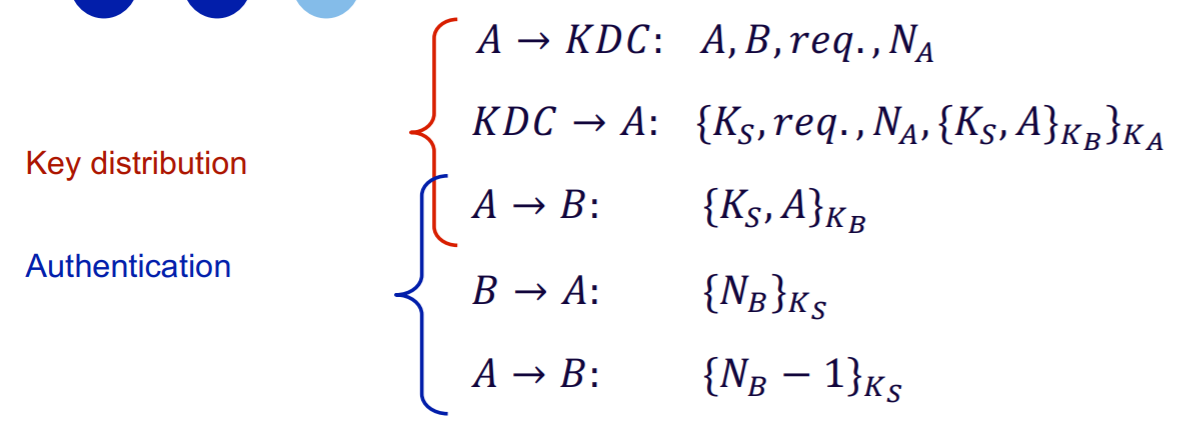 A → KDC: A, B, req., N_A
KDC → A: {K_S, req., N_A, {K_S, A}_{K_B}}_{K_A}
Key distribution
A → B: {K_S, A}_{K_B}
Authentication
B → A: {N_B}_{K_S}
A → B: {N_B − 1}_{K_S}